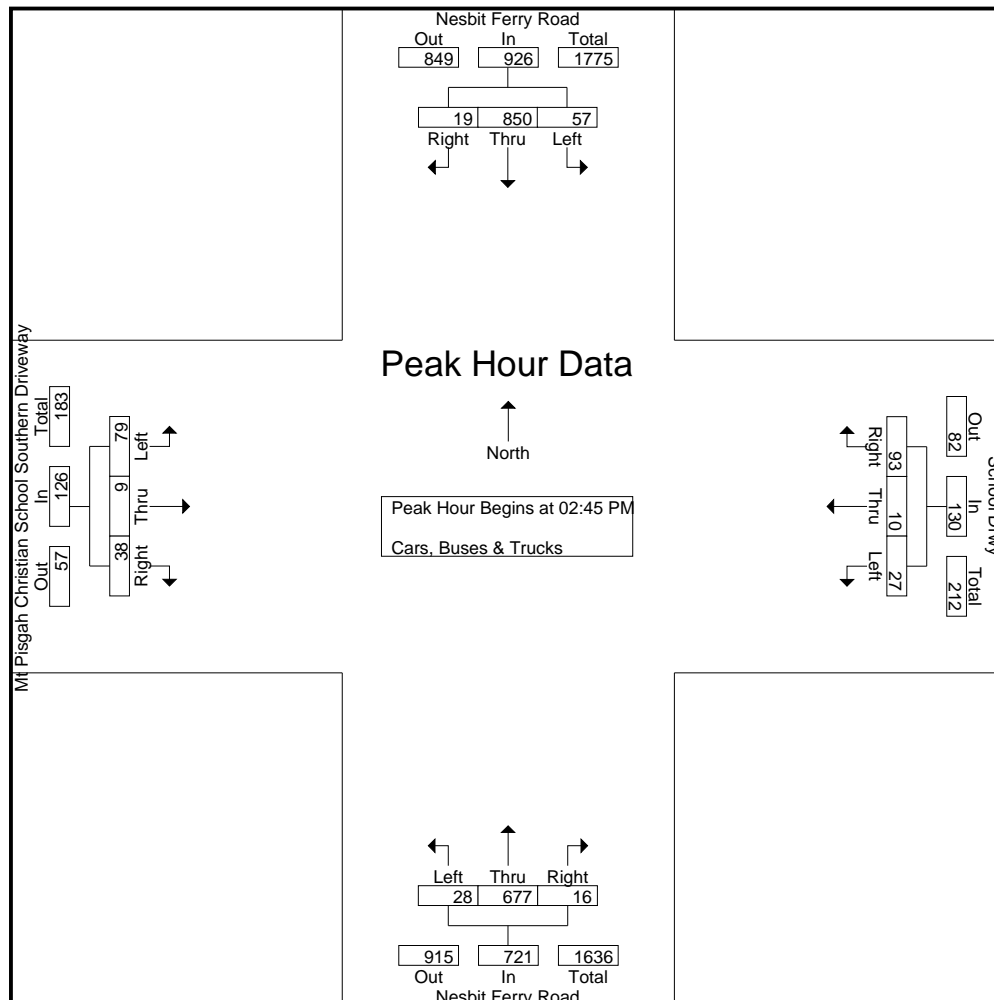 Nesbit Ferry Road
Out In Total
849 926 1775
19 850 57
Right Thru Left
Peak Hour Data
North
Peak Hour Begins at 02:45 PM
Cars, Buses & Trucks
Mt Pisgah Christian School Southern Driveway
Total In Out
183 126 57
79 9 38
Left Thru Right
Right Thru Left
93 10 27
82 130 212
Out In Total
School Drwy
Left Thru Right
28 677 16
915 721 1636
Out In Total
Nesbit Ferry Road